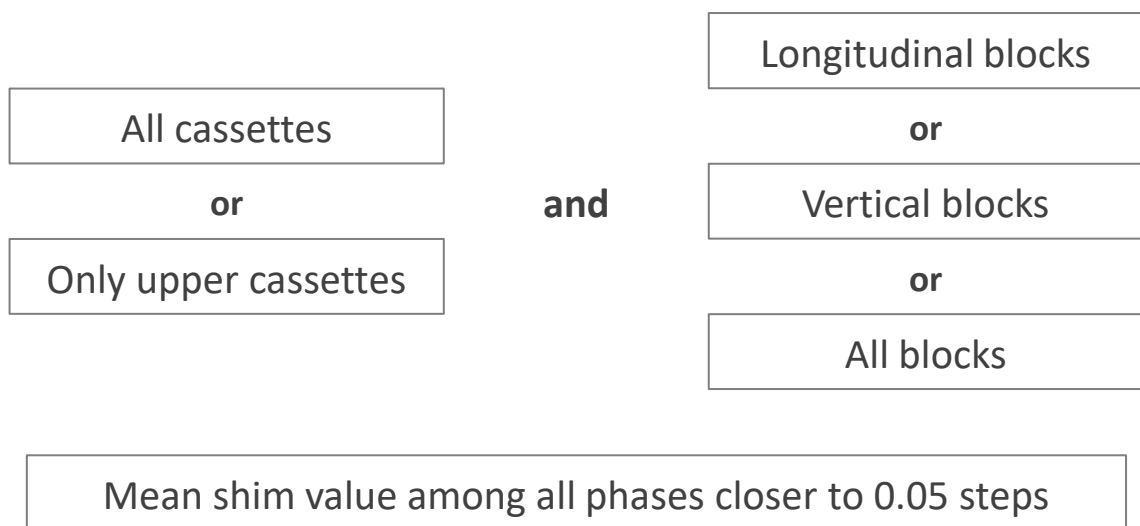 All cassettes
or
Only upper cassettes
and
Longitudinal blocks
or
Vertical blocks
or
All blocks
Mean shim value among all phases closer to 0.05 steps